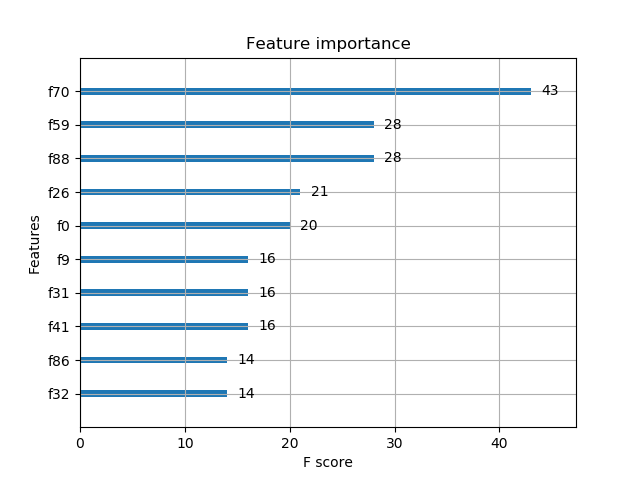 Feature importance
Features
f70 43
f59 28
f88 28
f26 21
f0 20
f9 16
f31 16
f41 16
f86 14
f32 14
0 10 20 30 40
F score